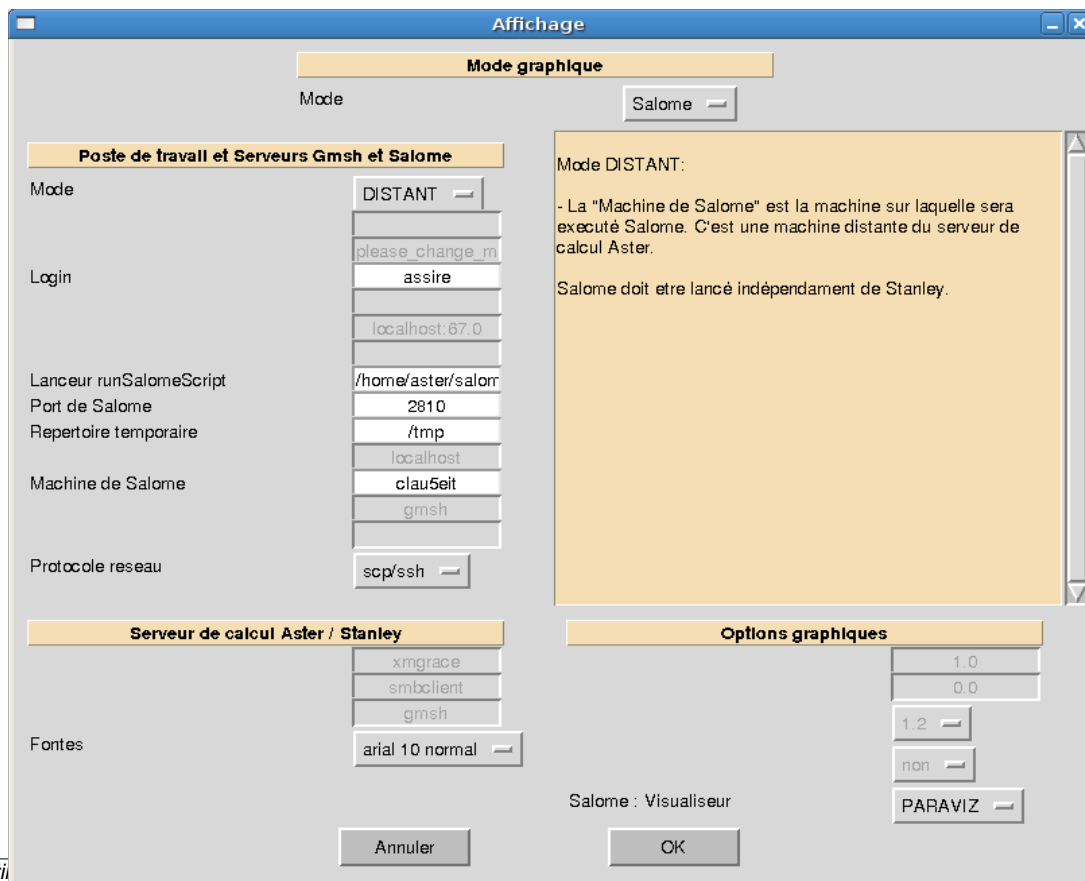 Affichage
Mode graphique
Mode
Salome
Poste de travail et Serveurs Gmsh et Salome
Mode
DISTANT
please_change_m
Login
assire
localhost:67.0
Lanceur runSalomeScript
/home/aster/salom
Port de Salome
2810
Repertoire temporaire
/tmp
localhost
Machine de Salome
clau5eit
gmsh
Protocole reseau
scp/ssh
Mode DISTANT:
- La "Machine de Salome" est la machine sur laquelle sera
executé Salome. C'est une machine distante du serveur de
calcul Aster.
Salome doit etre lancé indépendament de Stanley.
Serveur de calcul Aster / Stanley
xmgrace
smbclient
gmsh
Fontes
arial 10 normal
Options graphiques
1.0
0.0
1.2
non
Salome : Visualiseur
PARAVIZ
Annuler
OK